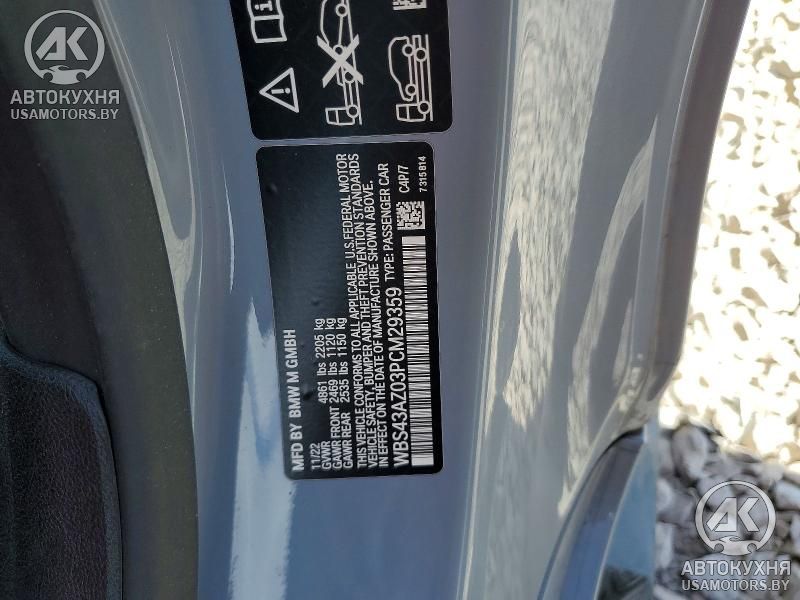 AK
АВТОКУХНЯ
USAMOTORS.BY
MFD BY BMW M GMBH
11/22
GVWR 4861 lbs 2205 kg
GAWR FRONT 2469 lbs 1120 kg
GAWR REAR 2535 lbs 1150 kg
THIS VEHICLE CONFORMS TO ALL APPLICABLE U.S.FEDERAL MOTOR
VEHICLE SAFETY, BUMPER AND THEFT PREVENTION STANDARDS
IN EFFECT ON THE DATE OF MANUFACTURE SHOWN ABOVE.
WBS43AZ03PCM29359 TYPE: PASSENGER CAR
C4P/7
7 315 814
AK
АВТОКУХНЯ
USAMOTORS.BY